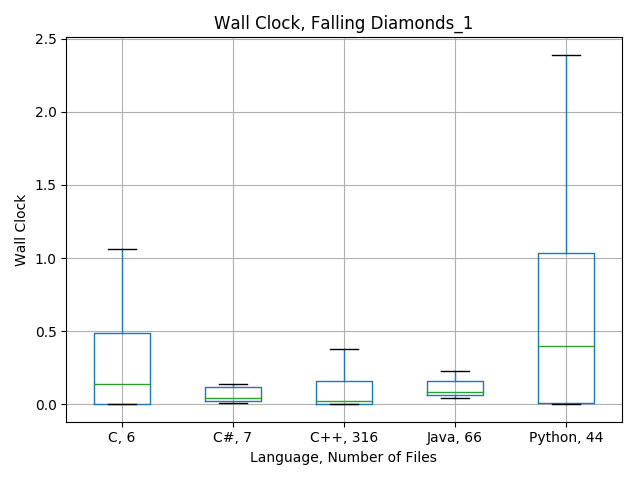 Wall Clock, Falling Diamonds_1
2.5
2.0
1.5
1.0
0.5
0.0
Wall Clock
C, 6
C#, 7
C++, 316
Java, 66
Python, 44
Language, Number of Files